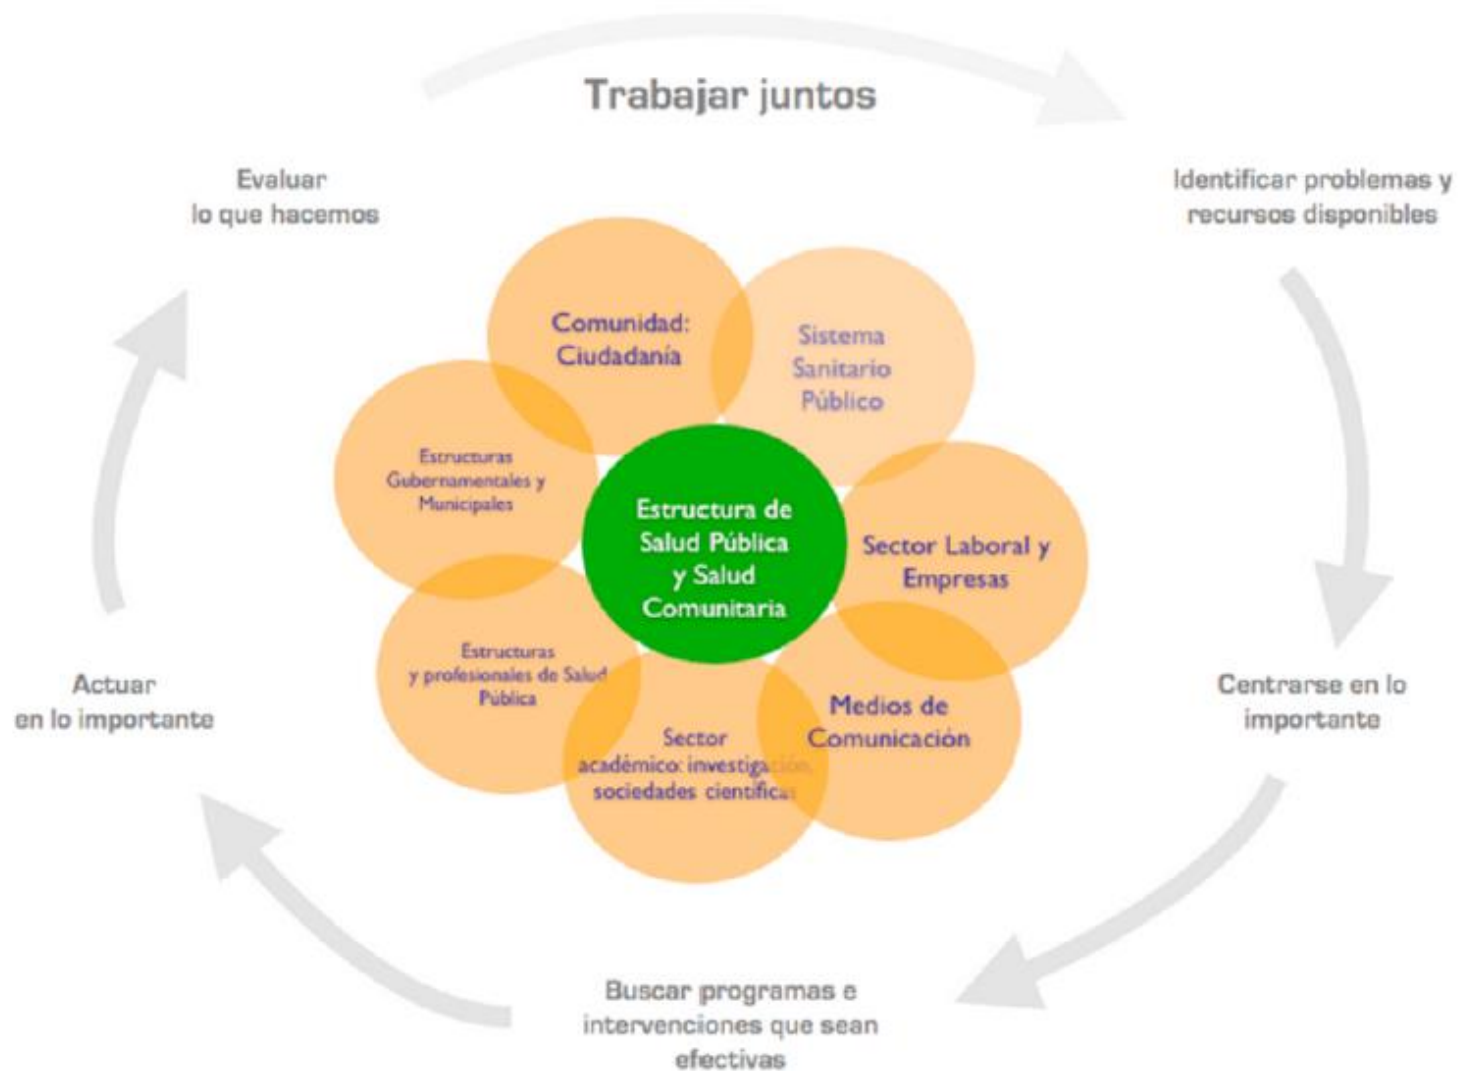 Trabajar juntos
Identificar problemas y
recursos disponibles
Centrarse en lo
importante
Buscar programas e
intervenciones que sean
efectivas
Actuar
en lo importante
Evaluar
lo que hacemos
Comunidad:
Ciudadanía
Sistema
Sanitario
Público
Sector Laboral y
Empresas
Medios de
Comunicación
Sector
académico: investigación,
sociedades científicas
Estructuras
y profesionales de Salud
Pública
Estructuras
Gubernamentales y
Municipales
Estructura de
Salud Pública
y Salud
Comunitaria